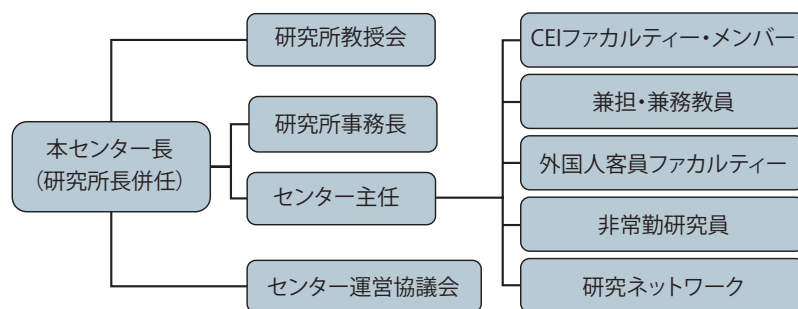 本センター長
(研究所長併任)
研究所教授会
研究所事務長
センター主任
センター運営協議会
CEIファカルティー・メンバー
兼担・兼務教員
外国人客員ファカルティー
非常勤研究員
研究ネットワーク